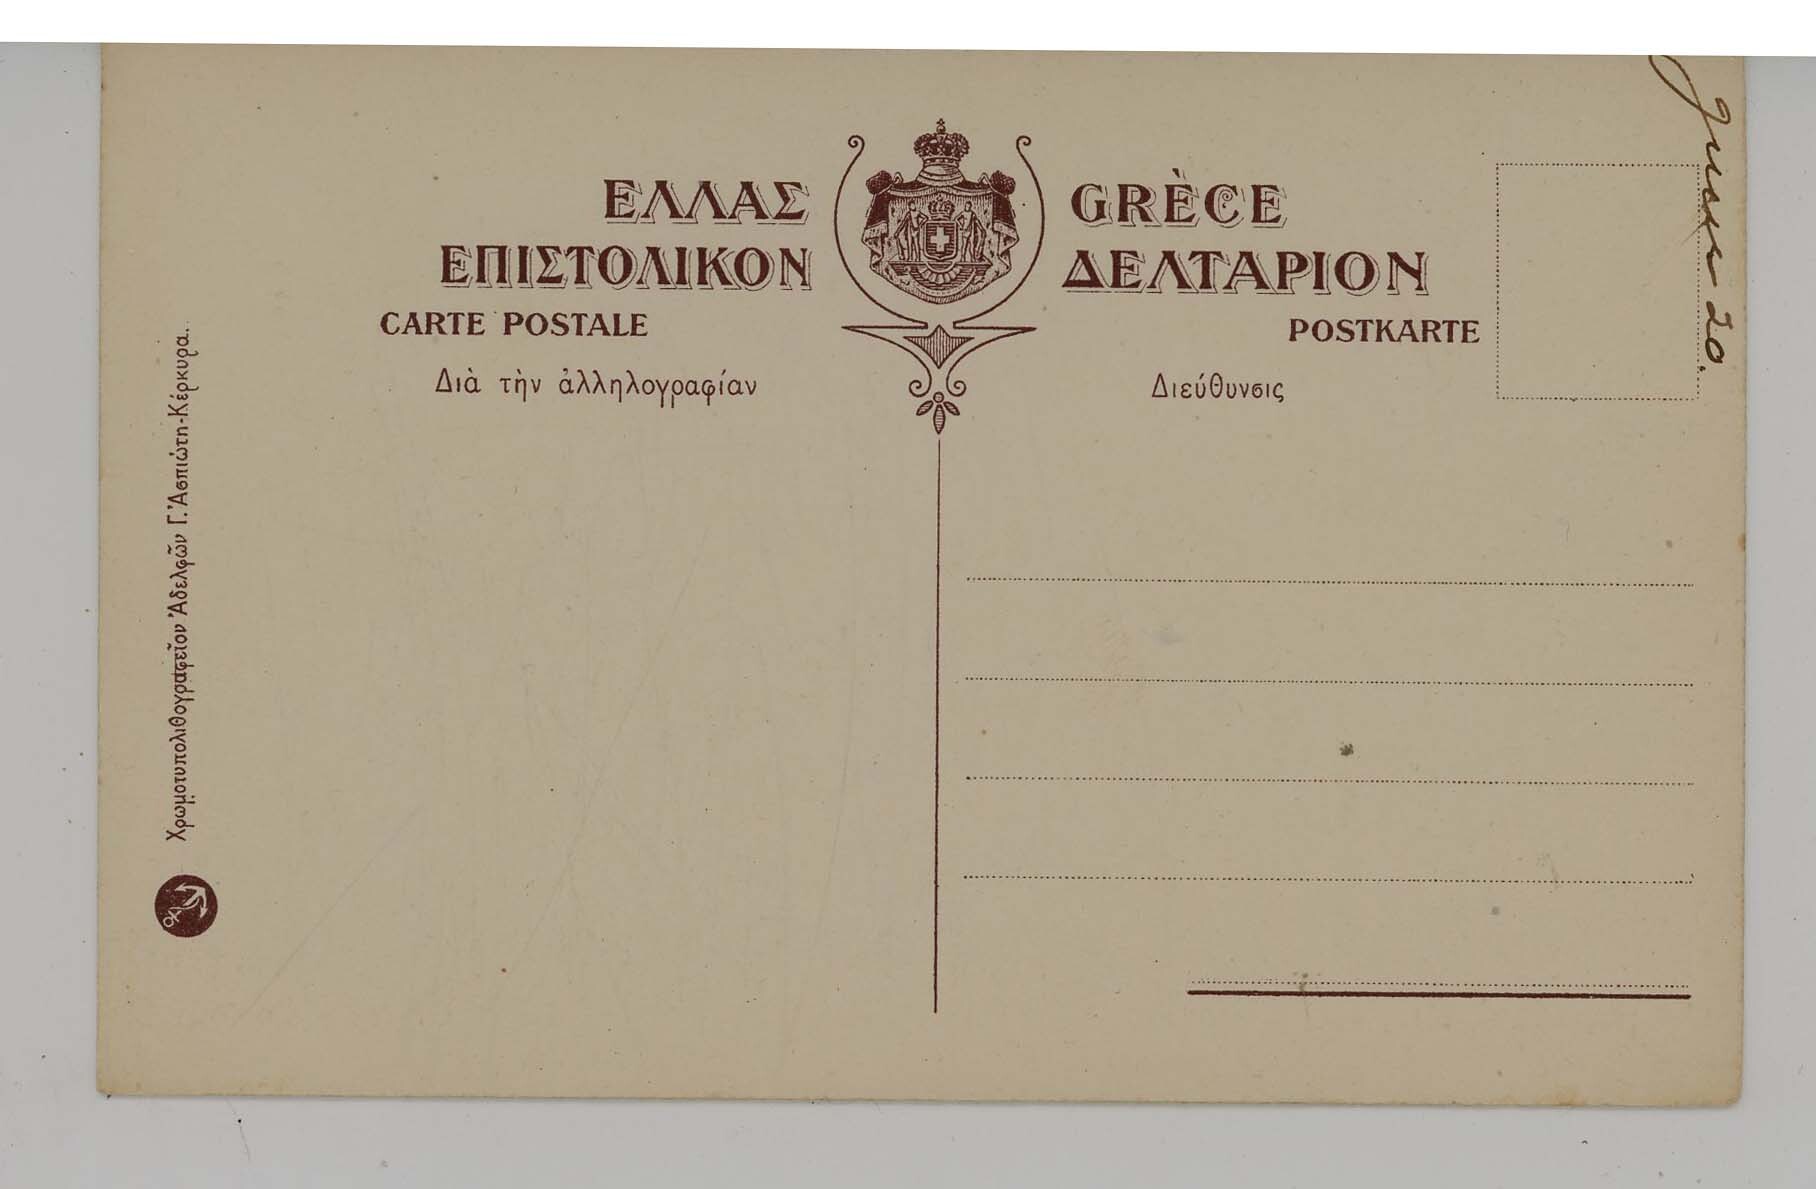 ΕΛΛΑΣ GRÈCE
ΕΠΙΣΤΟΛΙΚΟΝ ΔΕΛΤΑΡΙΟΝ
CARTE POSTALE POSTKARTE
Διὰ τὴν ἀλληλογραφίαν Διεύθυνσις
Χρωμοτυπολιθογραφεῖον Ἀδελφῶν Γ. Ἀσπιώτη-Κέρκυρα.
June 20.